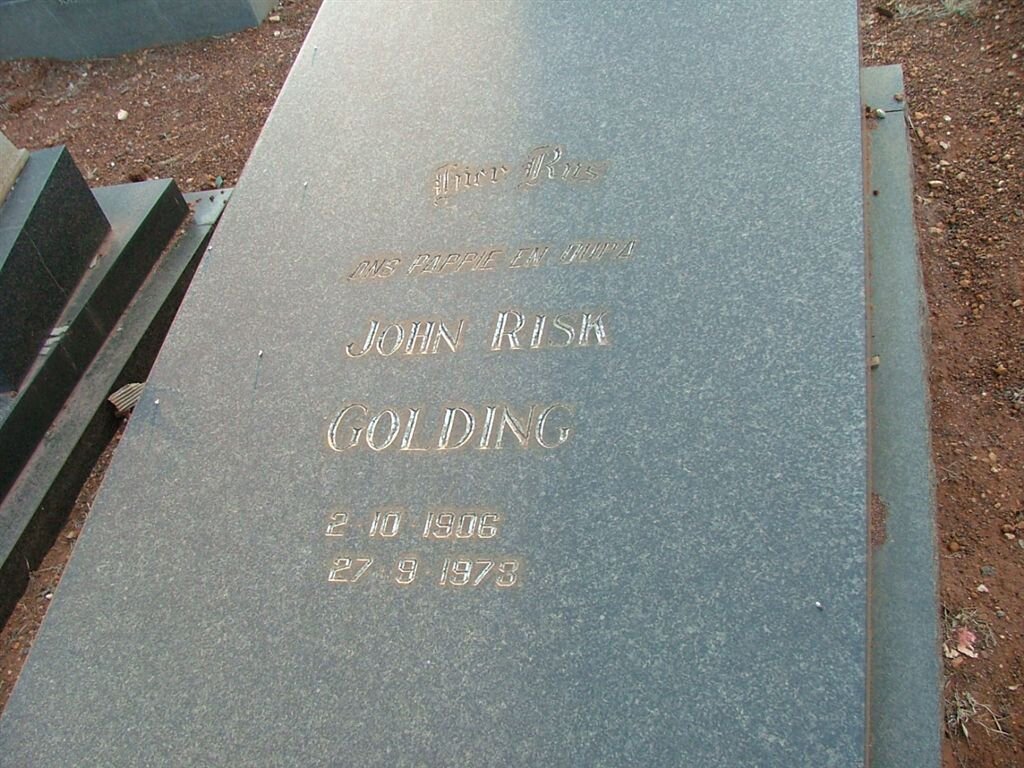 Hier Rus
ONS PAPPIE EN OUPA
JOHN RISK
GOLDING
2·10·1906
27·9·1973